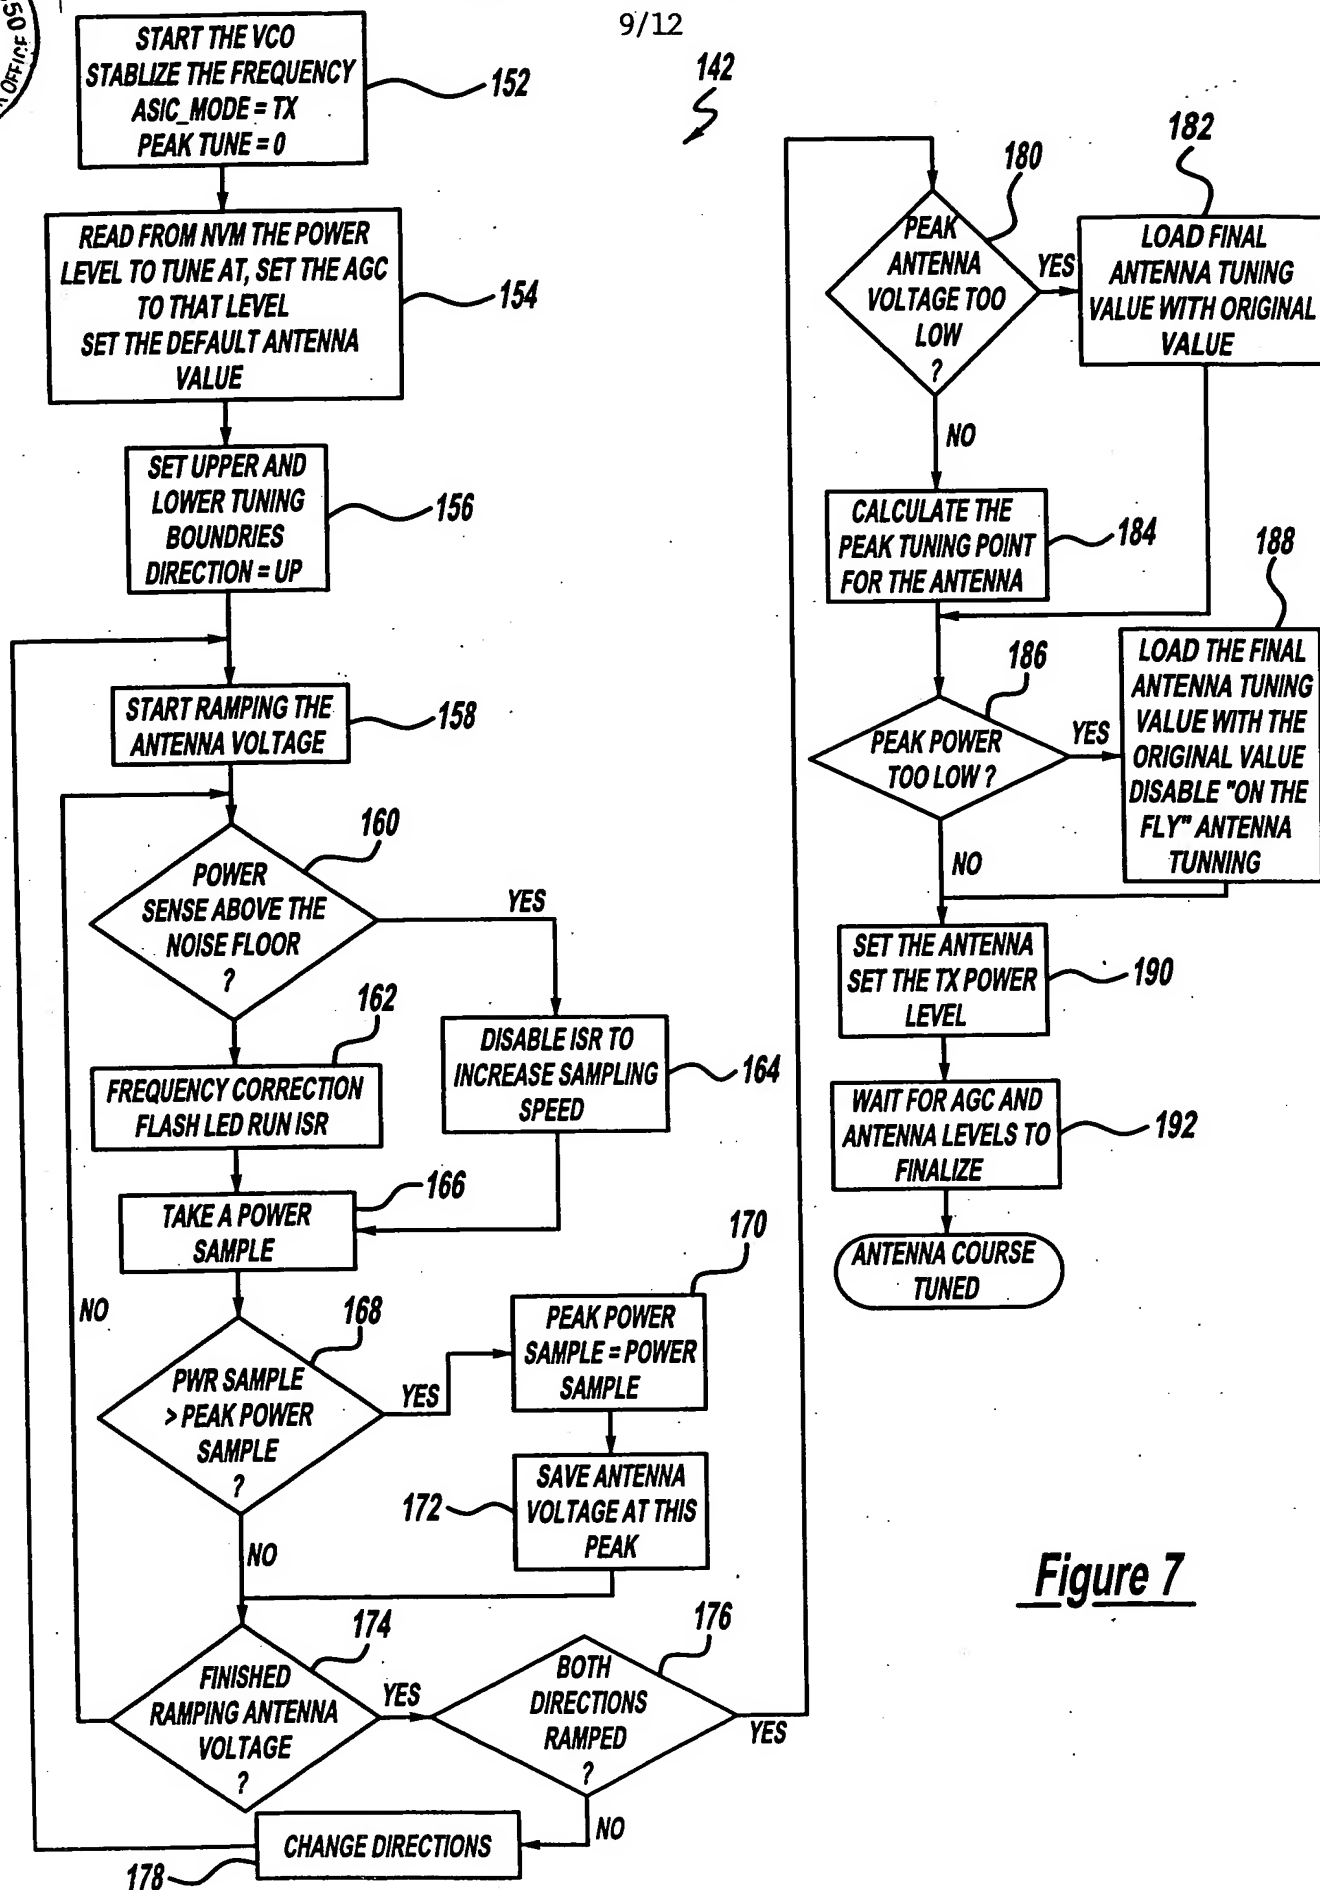 50
OFFICE
9/12
142
START THE VCO
STABLIZE THE FREQUENCY
ASIC_MODE = TX
PEAK TUNE = 0
152
READ FROM NVM THE POWER
LEVEL TO TUNE AT, SET THE AGC
TO THAT LEVEL
SET THE DEFAULT ANTENNA
VALUE
154
SET UPPER AND
LOWER TUNING
BOUNDRIES
DIRECTION = UP
156
START RAMPING THE
ANTENNA VOLTAGE
158
POWER
SENSE ABOVE THE
NOISE FLOOR
?
160
YES
FREQUENCY CORRECTION
FLASH LED RUN ISR
162
DISABLE ISR TO
INCREASE SAMPLING
SPEED
164
TAKE A POWER
SAMPLE
166
PWR SAMPLE
> PEAK POWER
SAMPLE
?
168
YES
NO
PEAK POWER
SAMPLE = POWER
SAMPLE
170
SAVE ANTENNA
VOLTAGE AT THIS
PEAK
172
FINISHED
RAMPING ANTENNA
VOLTAGE
?
174
NO
YES
BOTH
DIRECTIONS
RAMPED
?
176
YES
NO
CHANGE DIRECTIONS
178
PEAK
ANTENNA
VOLTAGE TOO
LOW
?
180
YES
NO
LOAD FINAL
ANTENNA TUNING
VALUE WITH ORIGINAL
VALUE
182
CALCULATE THE
PEAK TUNING POINT
FOR THE ANTENNA
184
PEAK POWER
TOO LOW ?
186
YES
NO
LOAD THE FINAL
ANTENNA TUNING
VALUE WITH THE
ORIGINAL VALUE
DISABLE "ON THE
FLY" ANTENNA
TUNNING
188
SET THE ANTENNA
SET THE TX POWER
LEVEL
190
WAIT FOR AGC AND
ANTENNA LEVELS TO
FINALIZE
192
ANTENNA COURSE
TUNED
Figure 7